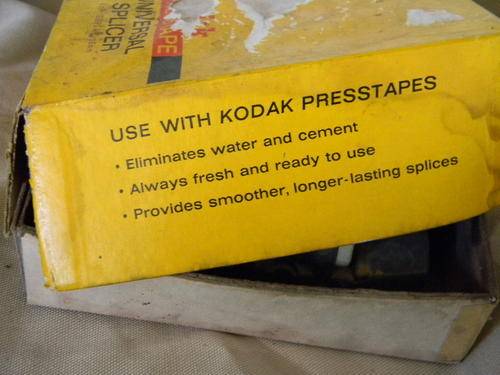 TAPE
UNIVERSAL
SPLICER
USE WITH KODAK PRESSTAPES
• Eliminates water and cement
• Always fresh and ready to use
• Provides smoother, longer-lasting splices